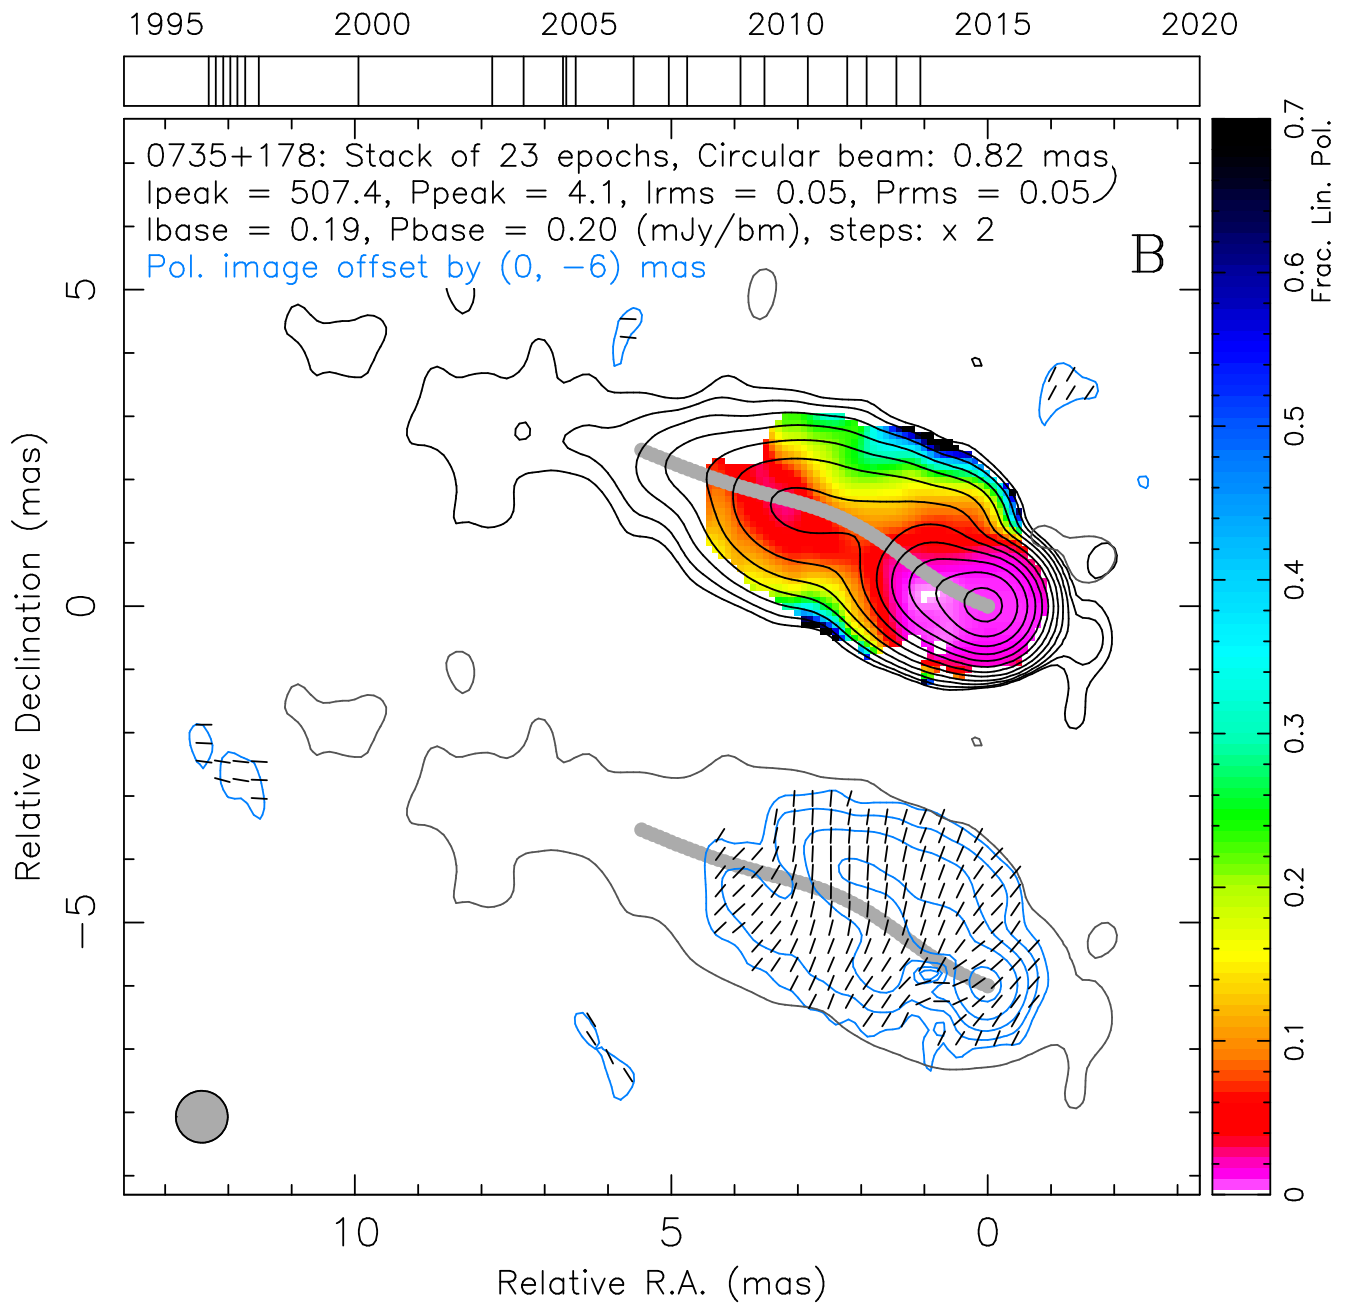 1995 2000 2005 2010 2015 2020
0735+178: Stack of 23 epochs, Circular beam: 0.82 mas
Ipeak = 507.4, Ppeak = 4.1, Irms = 0.05, Prms = 0.05
Ibase = 0.19, Pbase = 0.20 (mJy/bm), steps: x 2
Pol. image offset by (0, −6) mas
B
5
0
−5
Relative Declination (mas)
10 5 0
Relative R.A. (mas)
0.7
0.6
0.5
0.4
0.3
0.2
0.1
0
Frac. Lin. Pol.